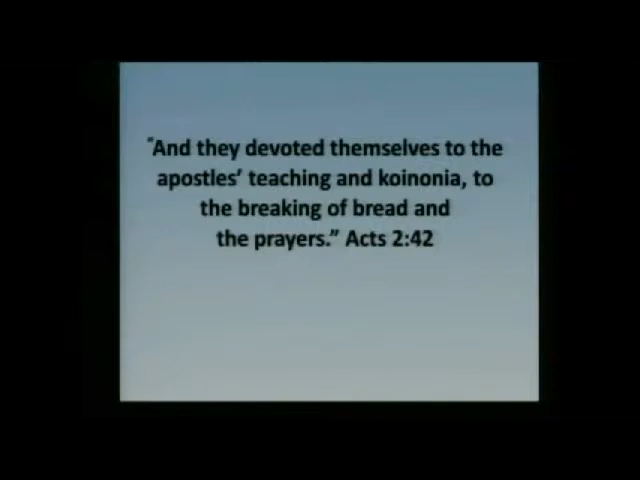 "And they devoted themselves to the
apostles’ teaching and koinonia, to
the breaking of bread and
the prayers.” Acts 2:42